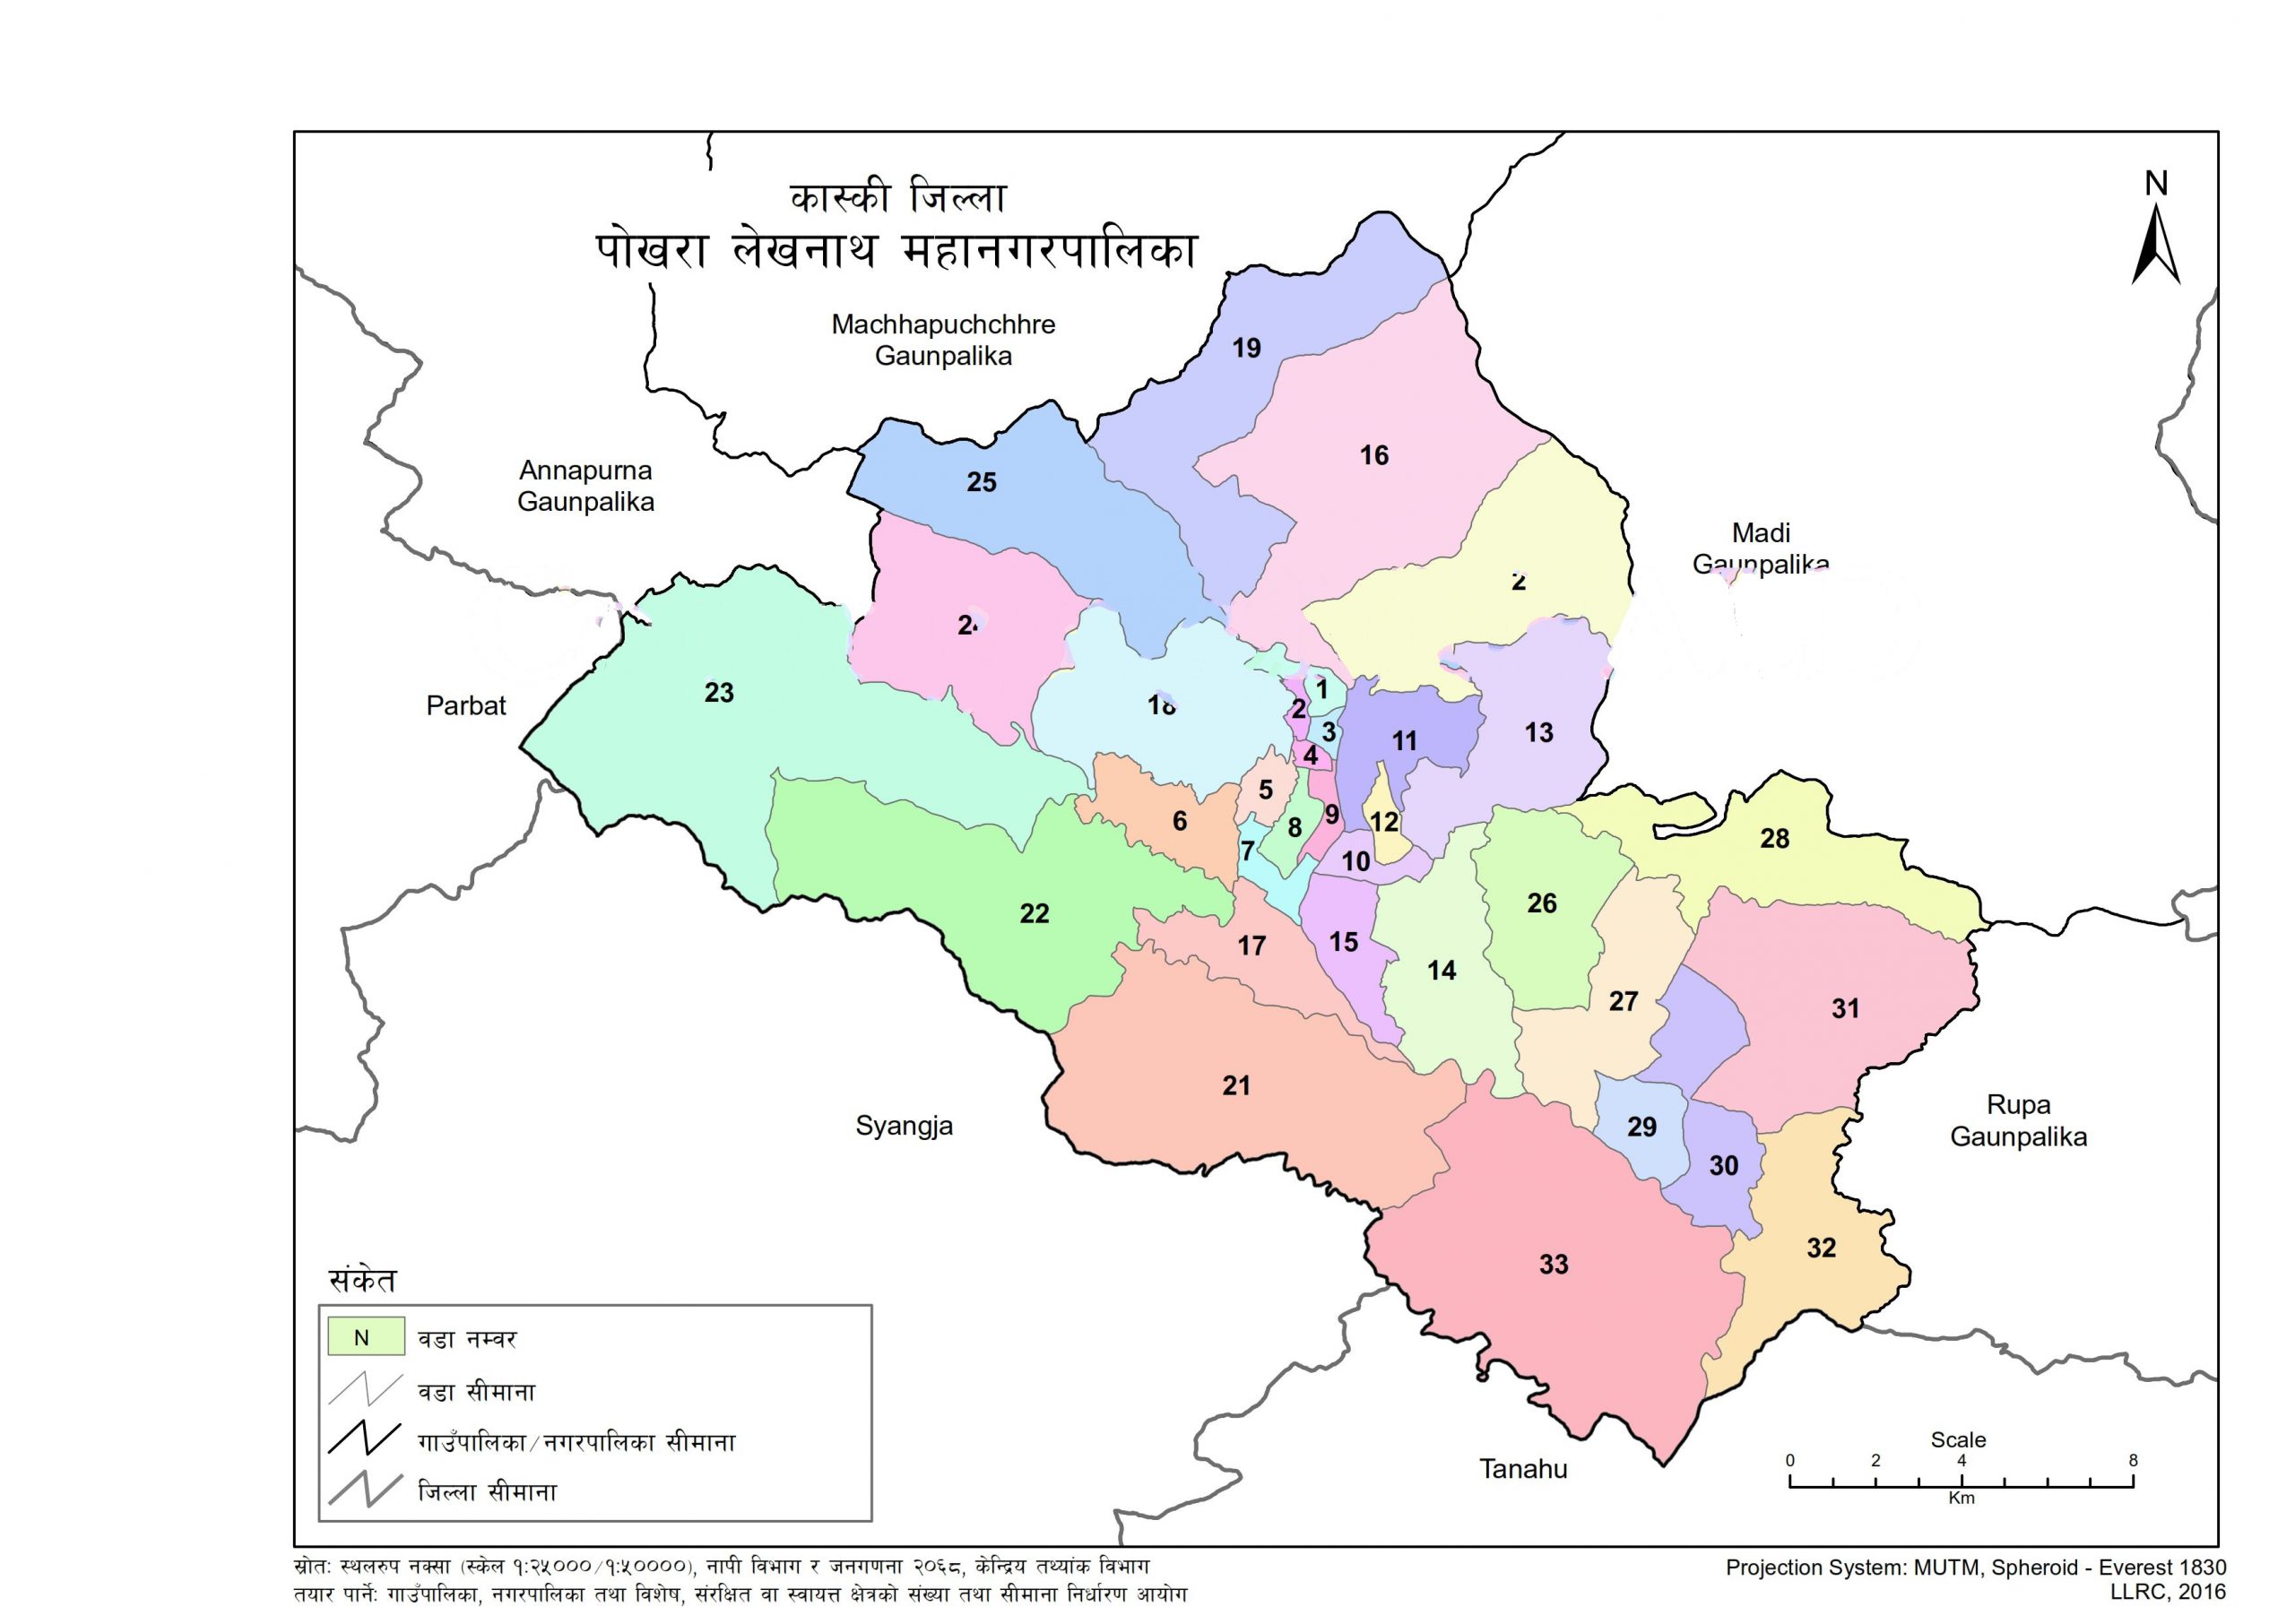 कास्की जिल्ला
पोखरा लेखनाथ महानगरपालिका
N
Machhapuchchhre
Gaunpalika
19
16
25
Annapurna
Gaunpalika
Madi
Gaunpalika
2
2
23
Parbat
18
1
2
3
4
11
13
5
6
7
8
9
12
10
28
22
26
17
15
14
27
31
21
Syangja
29
30
Rupa
Gaunpalika
33
32
Tanahu
संकेत
N वडा नम्वर
वडा सीमाना
गाउँपालिका/नगरपालिका सीमाना
जिल्ला सीमाना
Scale
0 2 4 8
Km
स्रोतः स्थलरुप नक्सा (स्केल १:२५०००/१:५००००), नापी विभाग र जनगणना २०६८, केन्द्रिय तथ्यांक विभाग
तयार पार्नेः गाउँपालिका, नगरपालिका तथा विशेष, संरक्षित वा स्वायत्त क्षेत्रको संख्या तथा सीमाना निर्धारण आयोग
Projection System: MUTM, Spheroid - Everest 1830
LLRC, 2016